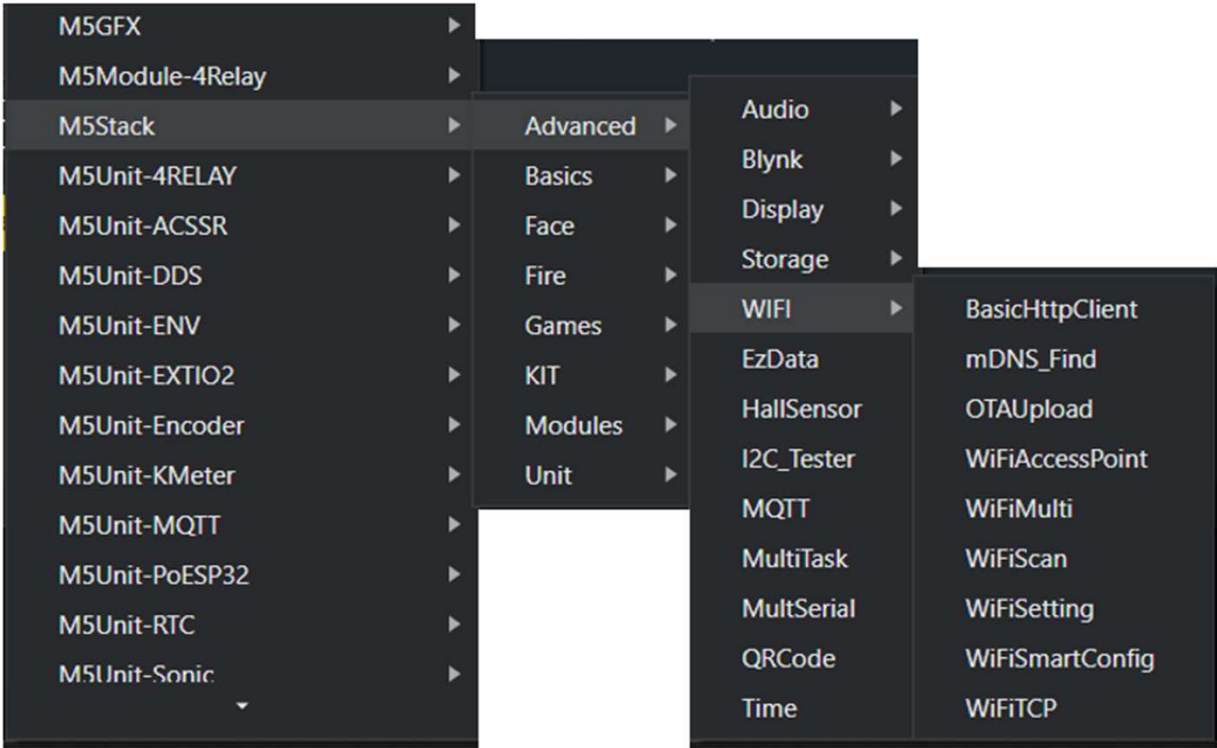 M5GFX
M5Module-4Relay
M5Stack
M5Unit-4RELAY
M5Unit-ACSSR
M5Unit-DDS
M5Unit-ENV
M5Unit-EXTIO2
M5Unit-Encoder
M5Unit-KMeter
M5Unit-MQTT
M5Unit-PoESP32
M5Unit-RTC
M5Unit-Sonic
Advanced
Basics
Face
Fire
Games
KIT
Modules
Unit
Audio
Blynk
Display
Storage
WIFI
EzData
HallSensor
I2C_Tester
MQTT
MultiTask
MultSerial
QRCode
Time
BasicHttpClient
mDNS_Find
OTAUpload
WiFiAccessPoint
WiFiMulti
WiFiScan
WiFiSetting
WiFiSmartConfig
WiFiTCP